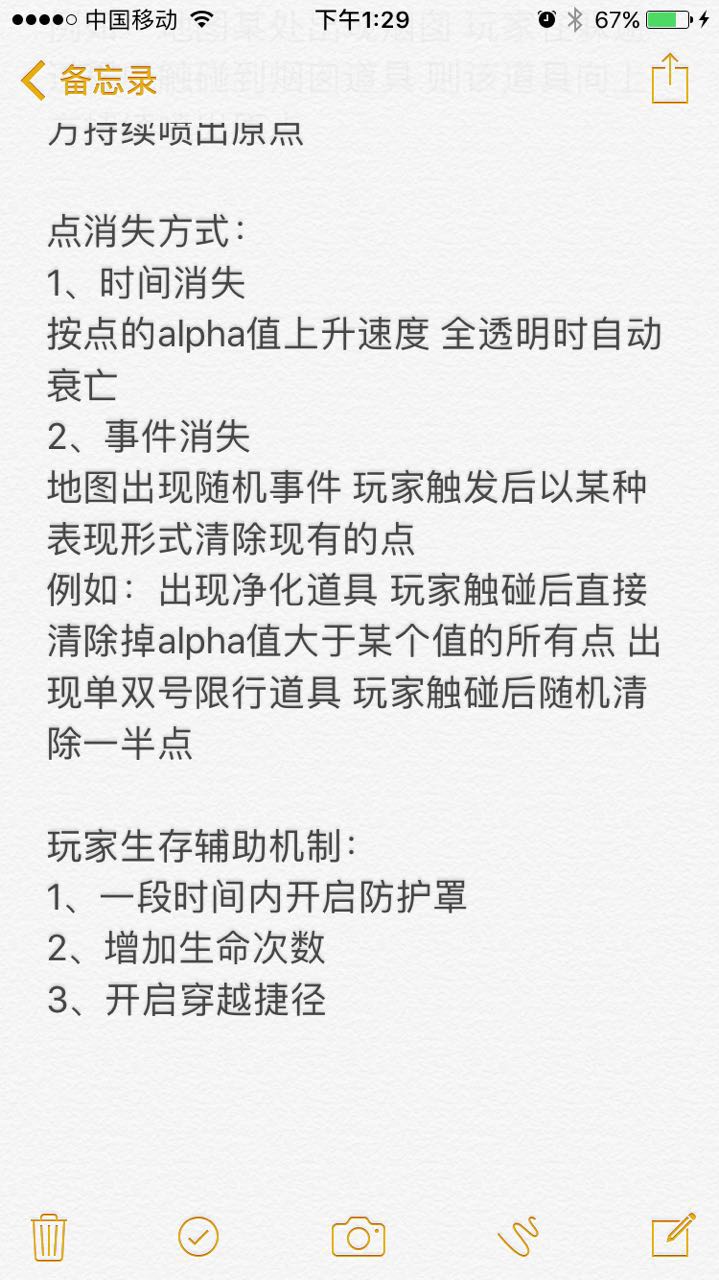 中国移动 下午1:29 67%
备忘录
方持续喷出原点
点消失方式：
1、时间消失
按点的alpha值上升速度 全透明时自动
衰亡
2、事件消失
地图出现随机事件 玩家触发后以某种
表现形式清除现有的点
例如：出现净化道具 玩家触碰后直接
清除掉alpha值大于某个值的所有点 出
现单双号限行道具 玩家触碰后随机清
除一半点
玩家生存辅助机制：
1、一段时间内开启防护罩
2、增加生命次数
3、开启穿越捷径